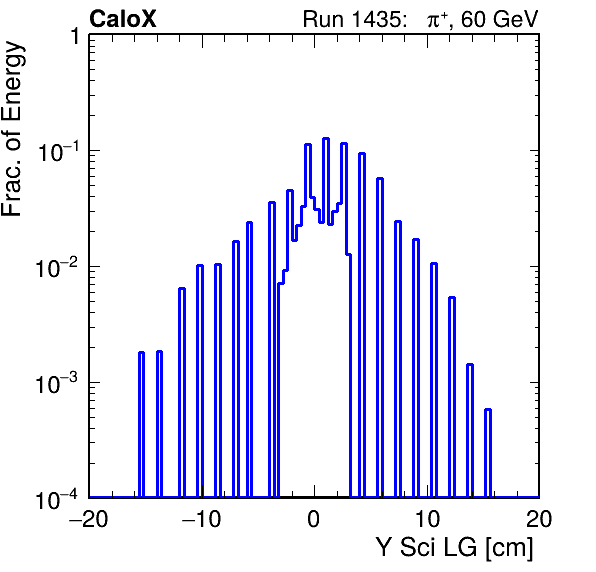 CaloX Run 1435: π⁺, 60 GeV
Frac. of Energy
1
10⁻¹
10⁻²
10⁻³
10⁻⁴
−20 −10 0 10 20
Y Sci LG [cm]